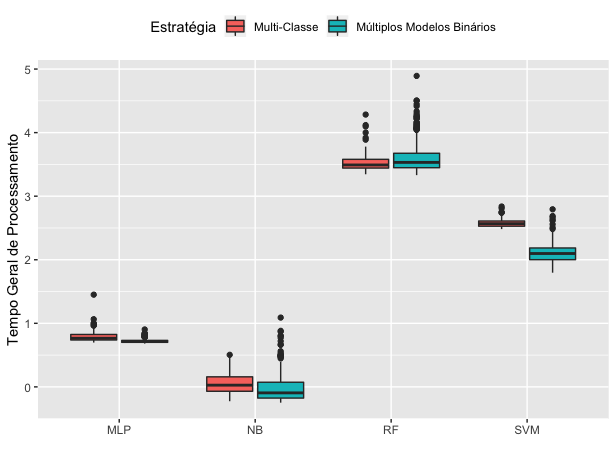 Estratégia Multi-Classe Múltiplos Modelos Binários
Tempo Geral de Processamento
5
4
3
2
1
0
MLP NB RF SVM